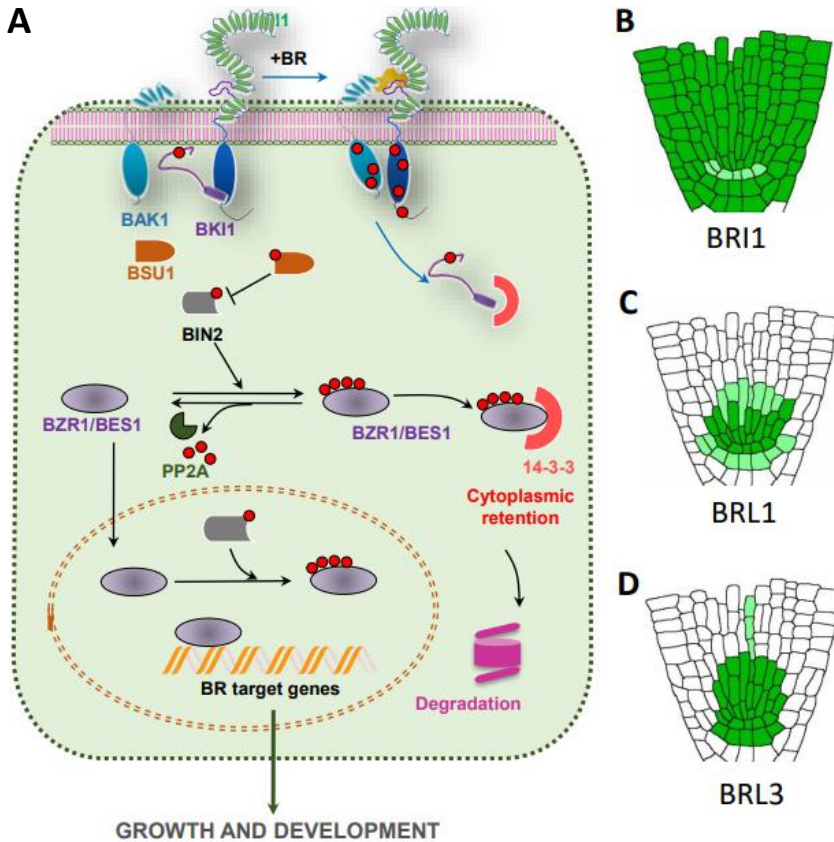 A
+BR
BAK1
BKI1
BSU1
BIN2
BZR1/BES1
BZR1/BES1
PP2A
14-3-3
Cytoplasmic
retention
BR target genes
Degradation
GROWTH AND DEVELOPMENT
B
BRI1
C
BRL1
D
BRL3